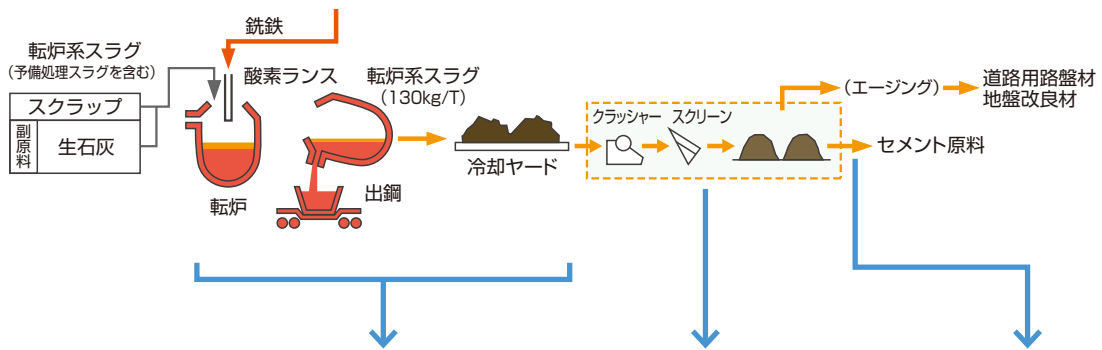 銑鉄
転炉系スラグ
（予備処理スラグを含む）
スクラップ
副原料
生石灰
酸素ランス
転炉
転炉系スラグ
（130kg/T）
出鋼
冷却ヤード
クラッシャー
スクリーン
（エージング）
道路用路盤材
地盤改良材
セメント原料